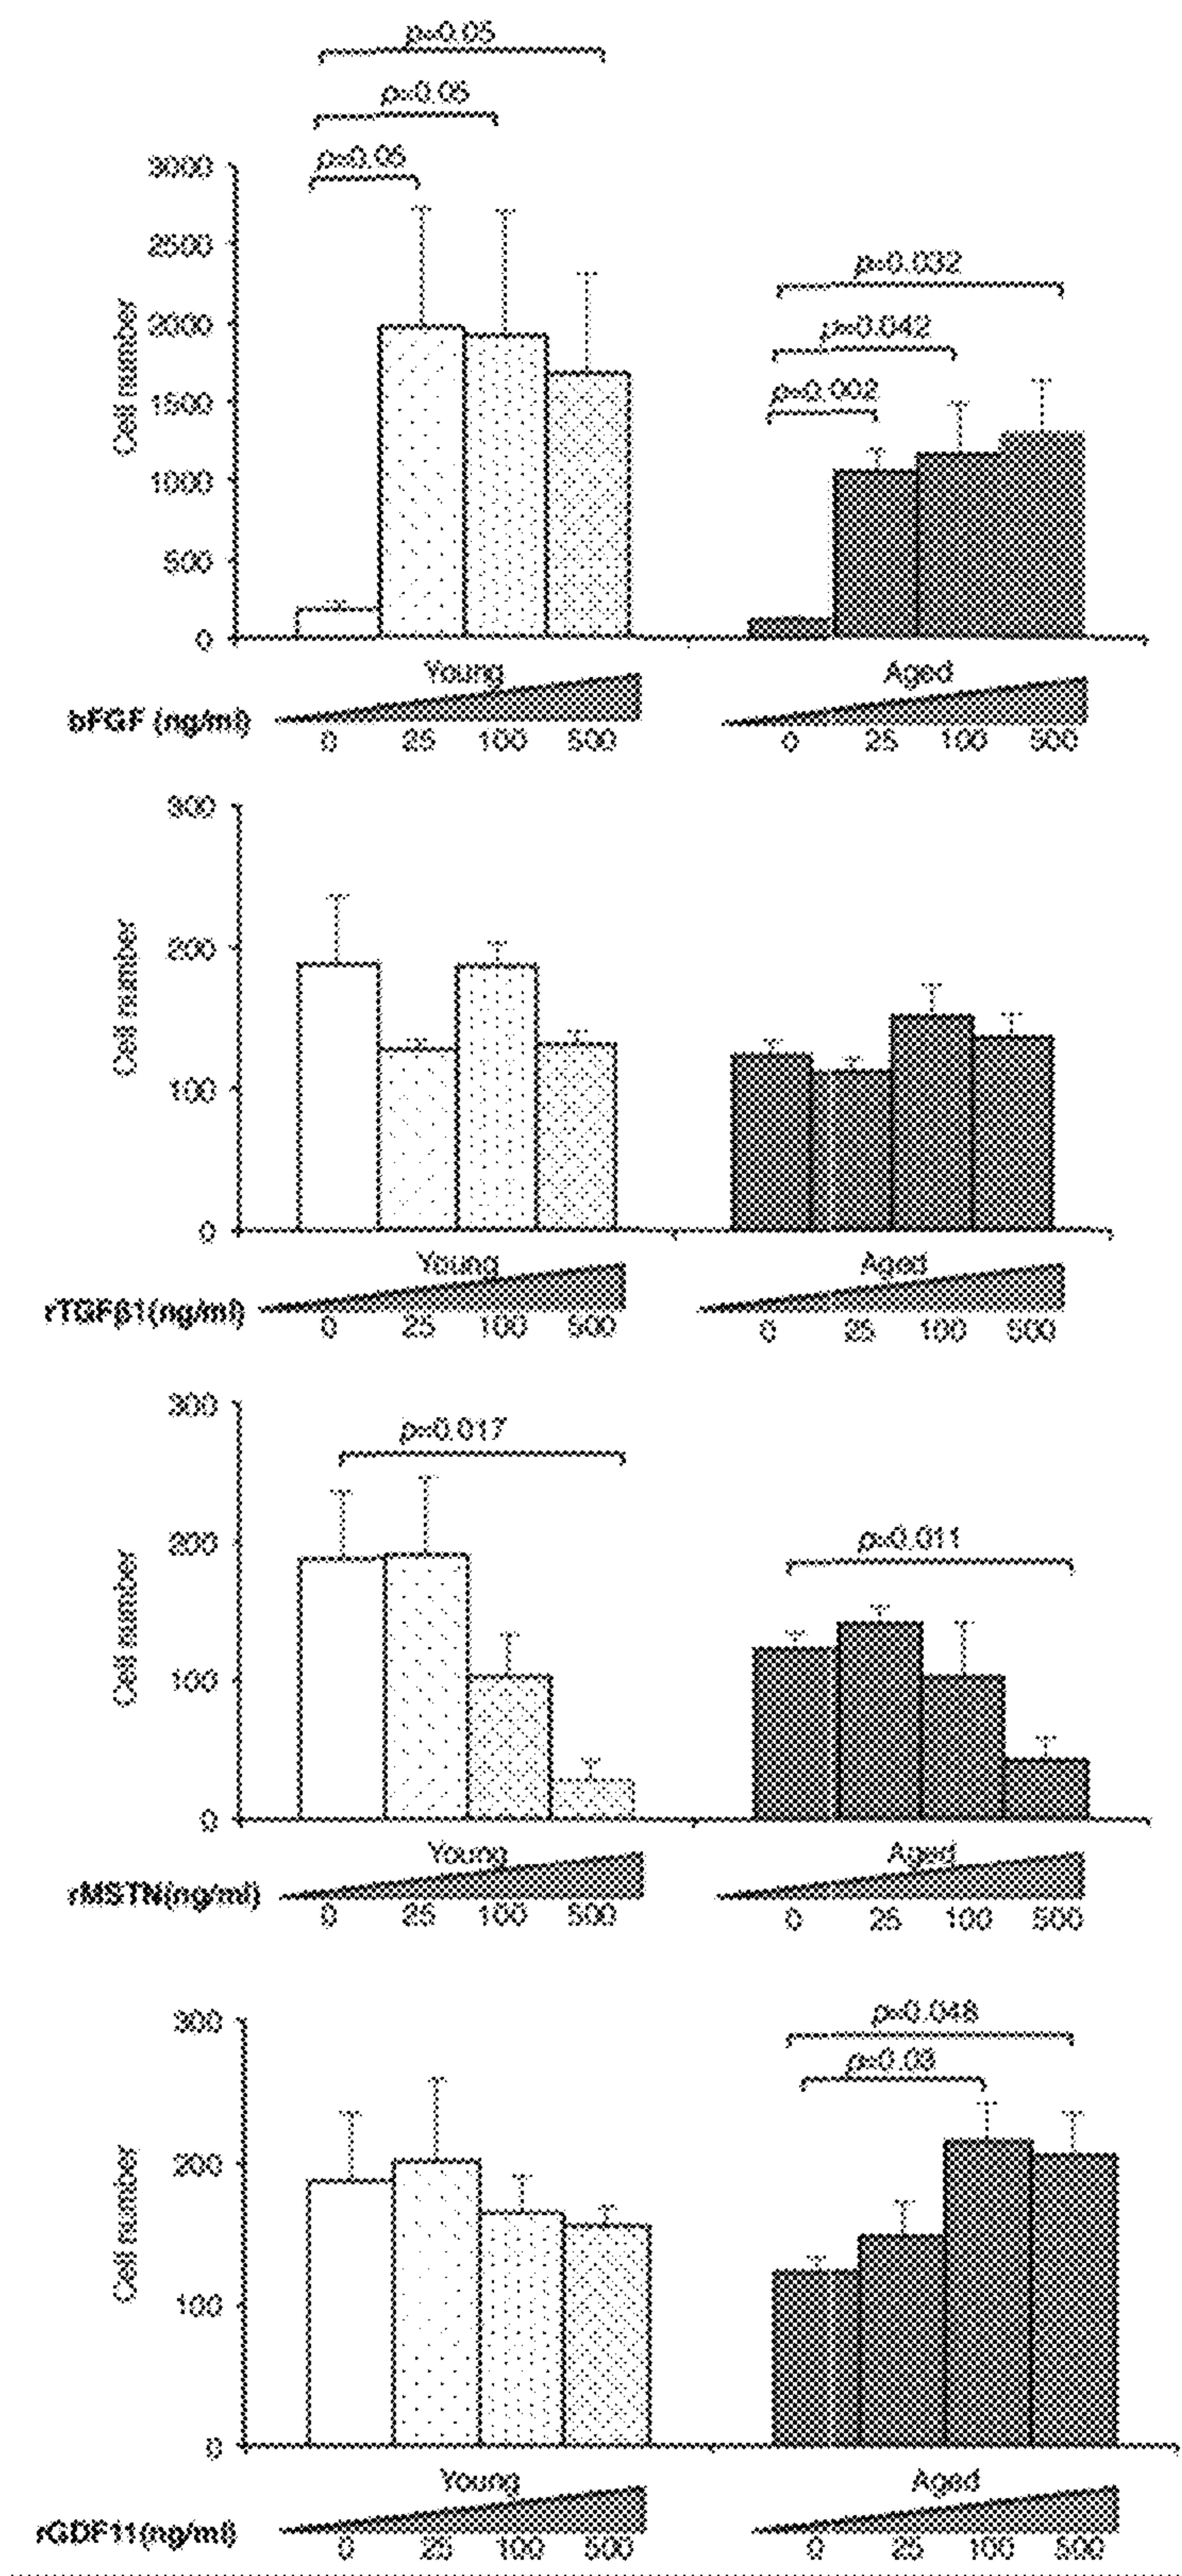 p=0.05
p=0.05
p=0.05
3000
2500
2000
1500
1000
500
0
Cell number
p=0.032
p=0.042
p=0.002
Young
Aged
bFGF (ng/ml)
0 25 100 500
0 25 100 500
300
200
100
0
Cell number
Young
Aged
rTGFβ1(ng/ml)
0 25 100 500
0 25 100 500
300
200
100
0
Cell number
p=0.017
p=0.011
Young
Aged
rMSTN(ng/ml)
0 25 100 500
0 25 100 500
300
200
100
0
Cell number
p=0.048
p=0.03
Young
Aged
rGDF11(ng/ml)
0 25 100 500
0 25 100 500